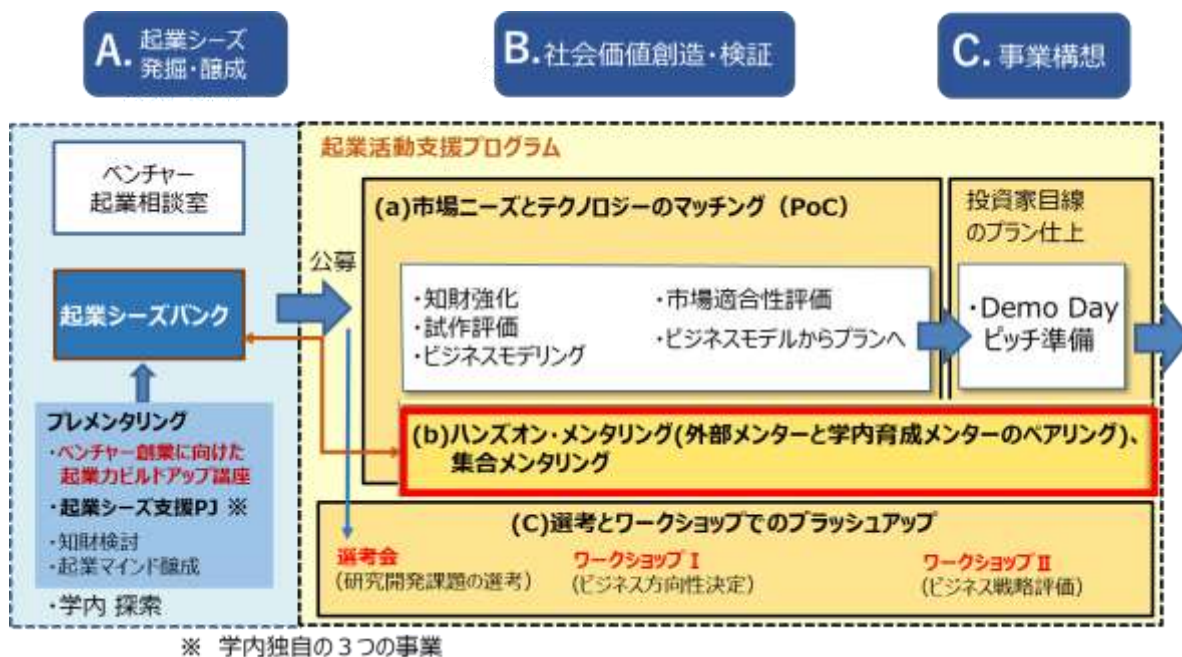 A. 起業シーズ
発掘・醸成
B.社会価値創造・検証
C. 事業構想
ベンチャー
起業相談室
起業シーズバンク
プレメンタリング
・ベンチャー創業に向けた
起業力ビルドアップ講座
・起業シーズ支援PJ ※
・知財検討
・起業マインド醸成
・学内 探索
公募
起業活動支援プログラム
(a)市場ニーズとテクノロジーのマッチング（PoC）
・知財強化
・試作評価
・ビジネスモデリング
・市場適合性評価
・ビジネスモデルからプランへ
投資家目線
のプラン仕上
・Demo Day
ピッチ準備
(b)ハンズオン・メンタリング(外部メンターと学内育成メンターのペアリング)、
集合メンタリング
(C)選考とワークショップでのブラッシュアップ
選考会
(研究開発課題の選考)
ワークショップⅠ
(ビジネス方向性決定)
ワークショップⅡ
(ビジネス戦略評価)
※ 学内独自の３つの事業